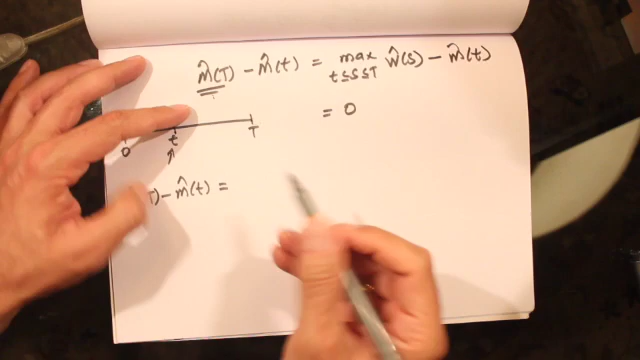 m̂(T) − m̂(t) = max t≤s≤T ŵ(s) − m̂(t)
= 0
0 t T
T) − m̂(t) =